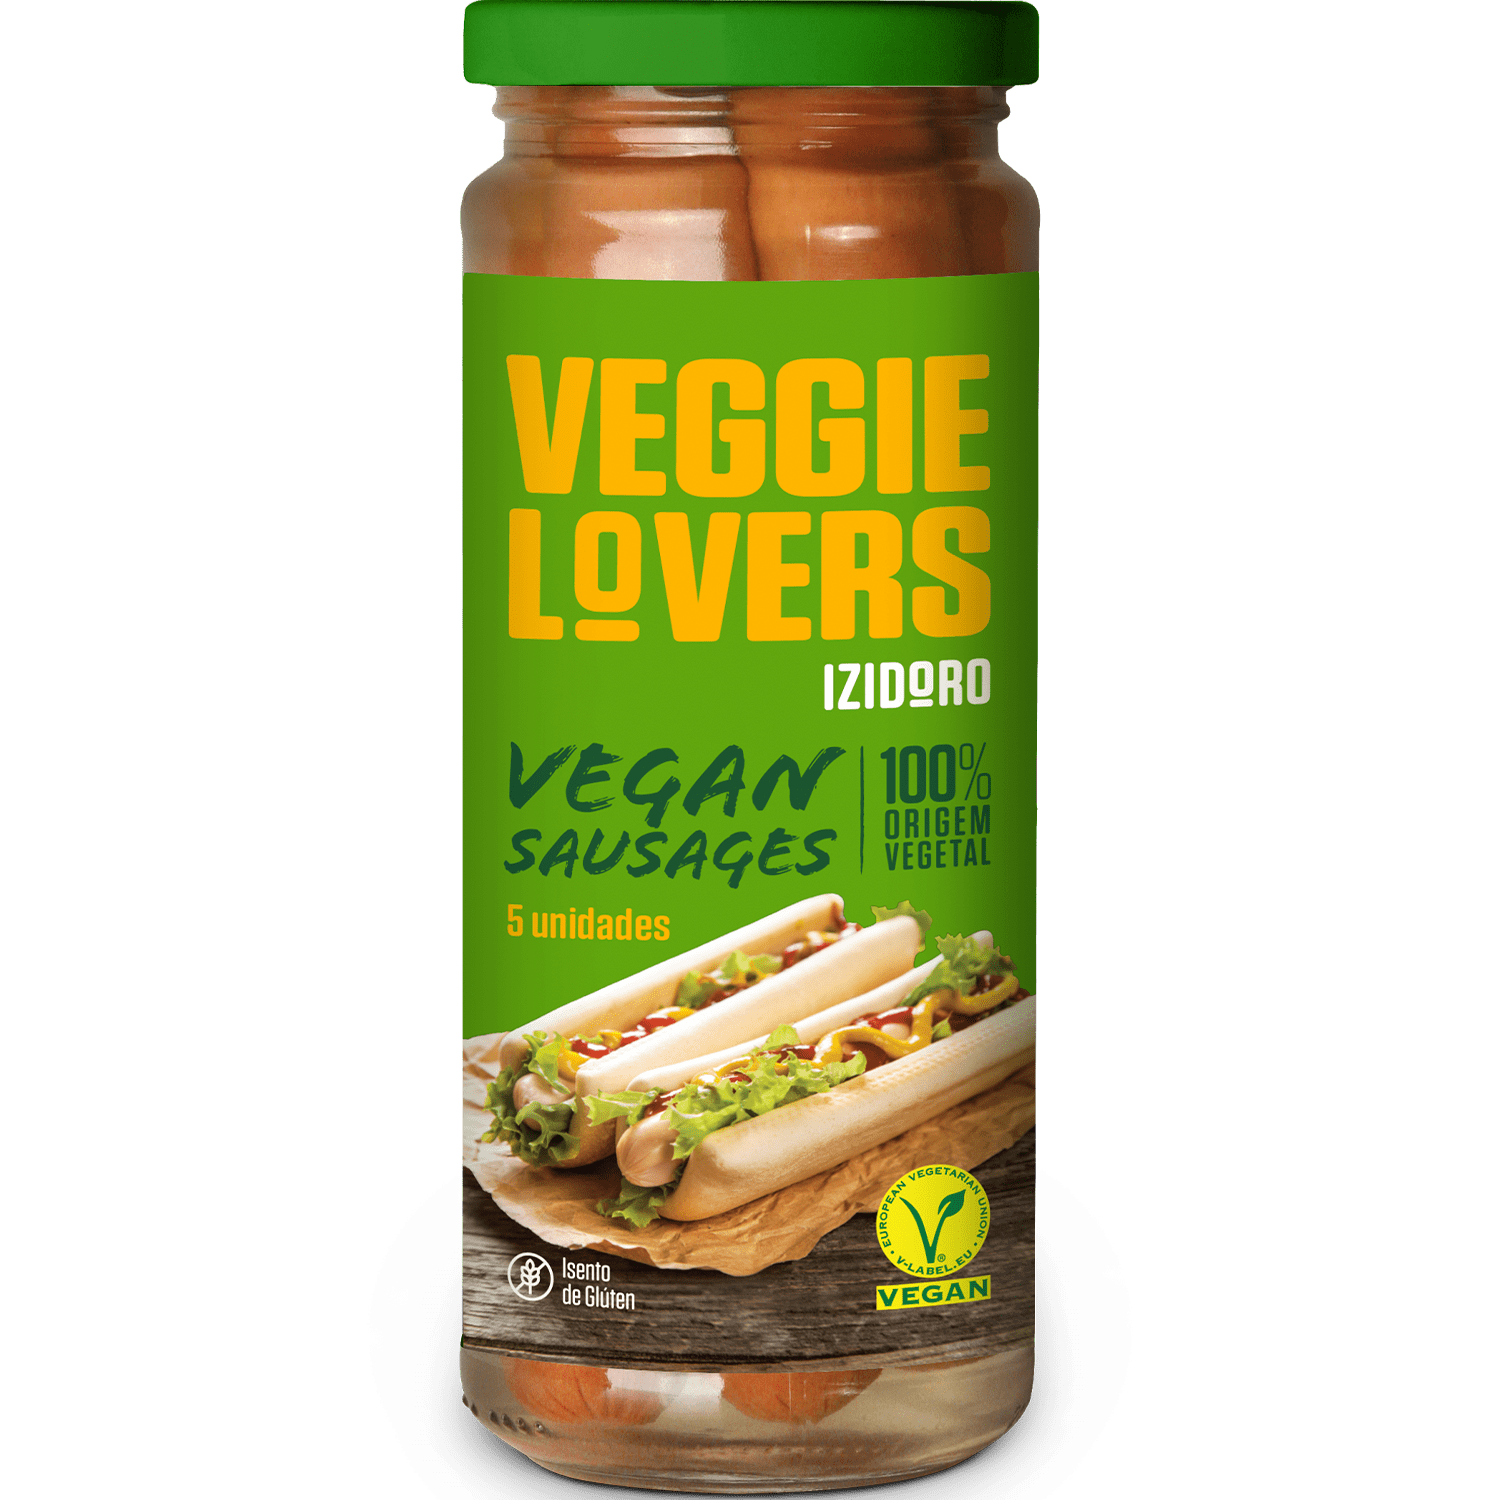 VEGGIE
LOVERS
IZIDORO
VEGAN
SAUSAGES
100%
ORIGEM
VEGETAL
5 unidades
Isento
de Glúten
EUROPEAN VEGETARIAN UNION
V-LABEL.EU
®
VEGAN